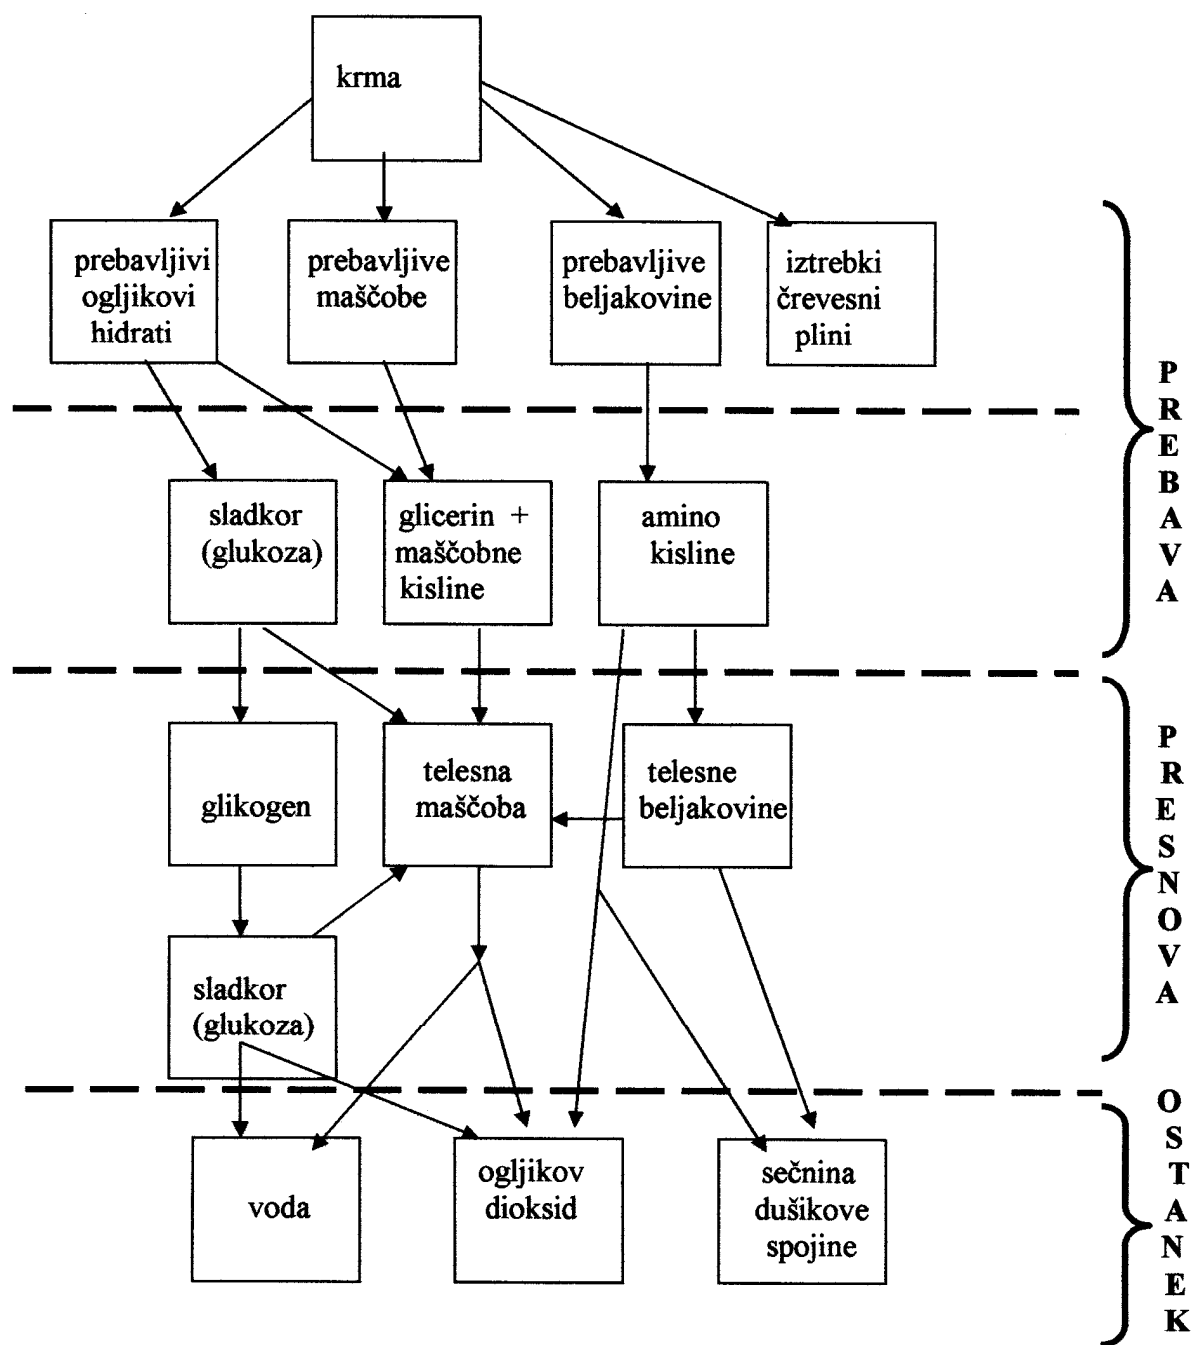 krma
prebavljivi
ogljikovi
hidrati
prebavljive
maščobe
prebavljive
beljakovine
iztrebki
črevesni
plini
PREBAVA
sladkor
(glukoza)
glicerin +
maščobne
kisline
amino
kisline
glikogen
telesna
maščoba
telesne
beljakovine
PRESNOVA
sladkor
(glukoza)
voda
ogljikov
dioksid
sečnina
dušikove
spojine
OSTANEK